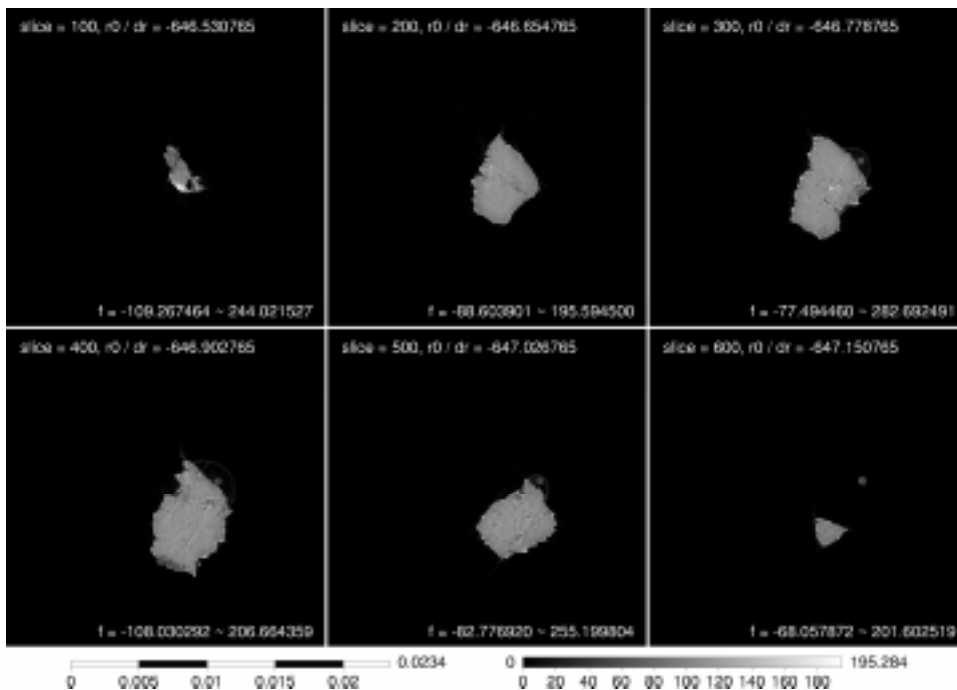 slice = 100, r0 / dr = -646.530765
f = -109.267464 ~ 244.021527
slice = 200, r0 / dr = -646.654765
f = -88.603901 ~ 195.594500
slice = 300, r0 / dr = -646.778765
f = -77.494460 ~ 282.692491
slice = 400, r0 / dr = -646.902765
f = -108.030292 ~ 206.664359
slice = 500, r0 / dr = -647.026765
f = -82.776920 ~ 255.199804
slice = 600, r0 / dr = -647.150765
f = -68.057872 ~ 201.602519
0.0234
0 0.005 0.01 0.015 0.02
0 195.284
0 20 40 60 80 100 120 140 160 180